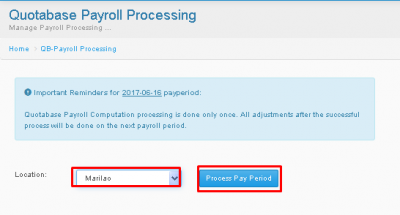 Quotabase Payroll Processing
Manage Payroll Processing ...
Home > QB-Payroll Processing
Important Reminders for 2017-06-16 payperiod:
Quotabase Payroll Computation processing is done only once. All adjustments after the successful
process will be done on the next payroll period.
Location: Marilao Process Pay Period